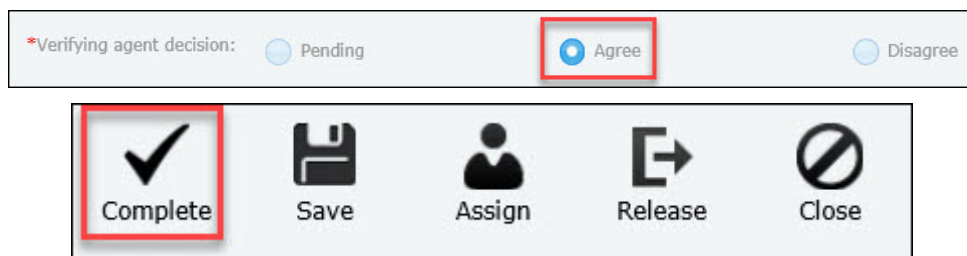 *Verifying agent decision: Pending Agree Disagree
Complete Save Assign Release Close